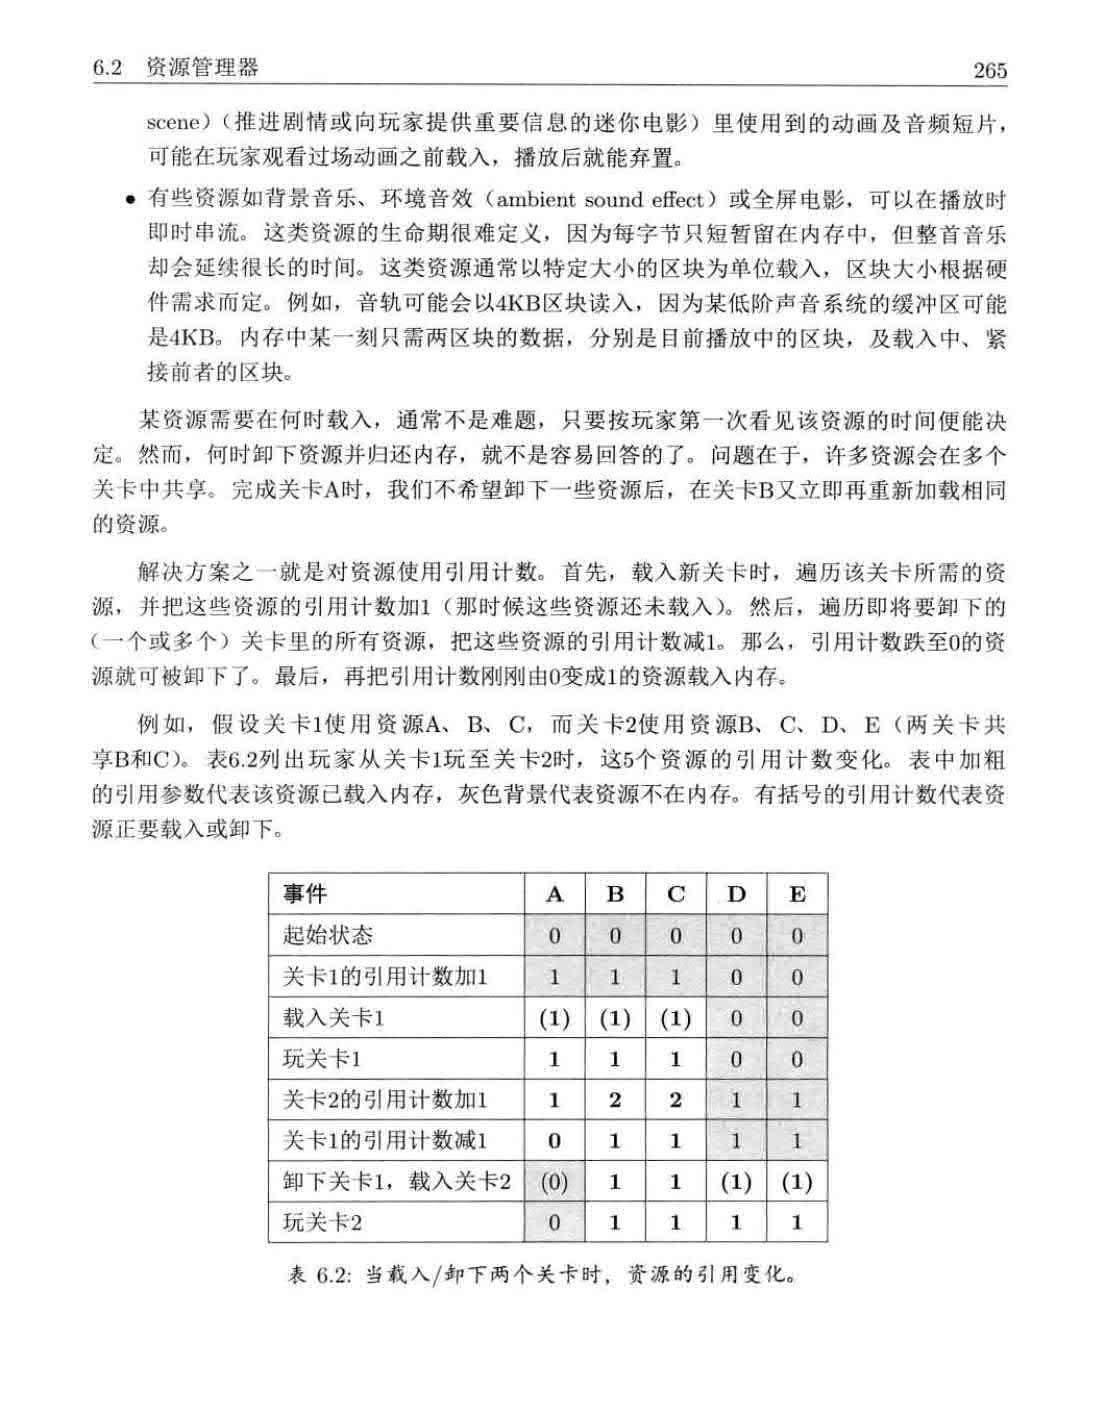 6.2 资源管理器 265
scene）（推进剧情或向玩家提供重要信息的迷你电影）里使用到的动画及音频短片，
可能在玩家观看过场动画之前载入，播放后就能弃置。
● 有些资源如背景音乐、环境音效（ambient sound effect）或全屏电影，可以在播放时
即时串流。这类资源的生命期很难定义，因为每字节只短暂留在内存中，但整首音乐
却会延续很长的时间。这类资源通常以特定大小的区块为单位载入，区块大小根据硬
件需求而定。例如，音轨可能会以4KB区块读入，因为某低阶声音系统的缓冲区可能
是4KB。内存中某一刻只需两区块的数据，分别是目前播放中的区块，及载入中、紧
接前者的区块。
某资源需要在何时载入，通常不是难题，只要按玩家第一次看见该资源的时间便能决
定。然而，何时卸下资源并归还内存，就不是容易回答的了。问题在于，许多资源会在多个
关卡中共享。完成关卡A时，我们不希望卸下一些资源后，在关卡B又立即再重新加载相同
的资源。
解决方案之一就是对资源使用引用计数。首先，载入新关卡时，遍历该关卡所需的资
源，并把这些资源的引用计数加1（那时候这些资源还未载入）。然后，遍历即将要卸下的
（一个或多个）关卡里的所有资源，把这些资源的引用计数减1。那么，引用计数跌至0的资
源就可被卸下了。最后，再把引用计数刚刚由0变成1的资源载入内存。
例如，假设关卡1使用资源A、B、C，而关卡2使用资源B、C、D、E（两关卡共
享B和C）。表6.2列出玩家从关卡1玩至关卡2时，这5个资源的引用计数变化。表中加粗
的引用参数代表该资源已载入内存，灰色背景代表资源不在内存。有括号的引用计数代表资
源正要载入或卸下。
事件 A B C D E
起始状态 0 0 0 0 0
关卡1的引用计数加1 1 1 1 0 0
载入关卡1 (1) (1) (1) 0 0
玩关卡1 1 1 1 0 0
关卡2的引用计数加1 1 2 2 1 1
关卡1的引用计数减1 0 1 1 1 1
卸下关卡1，载入关卡2 (0) 1 1 (1) (1)
玩关卡2 0 1 1 1 1
表 6.2: 当载入/卸下两个关卡时，资源的引用变化。